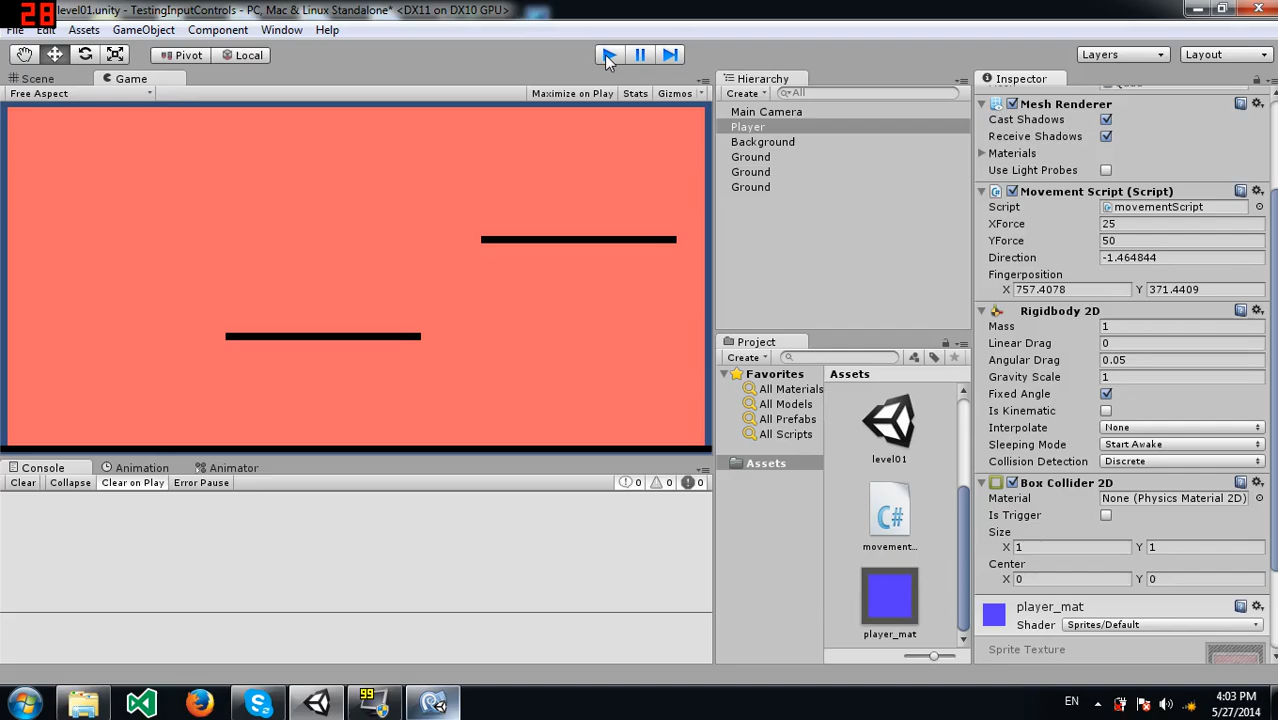 28
level01.unity - TestingInputControls - PC, Mac & Linux Standalone* <DX11 on DX10 GPU>
File Edit Assets GameObject Component Window Help
Pivot Local Layers Layout
Scene Game
Free Aspect Maximize on Play Stats Gizmos
Hierarchy
Create All
Main Camera
Player
Background
Ground
Ground
Ground
Project
Create
Favorites
All Materials
All Models
All Prefabs
All Scripts
Assets
Assets
level01
C#
movement...
player_mat
Console Animation Animator
Clear Collapse Clear on Play Error Pause 0 0 0
Inspector
Mesh Renderer
Cast Shadows
Receive Shadows
Materials
Use Light Probes
Movement Script (Script)
Script movementScript
XForce 25
YForce 50
Direction -1.464844
Fingerposition
X 757.4078 Y 371.4409
Rigidbody 2D
Mass 1
Linear Drag 0
Angular Drag 0.05
Gravity Scale 1
Fixed Angle
Is Kinematic
Interpolate None
Sleeping Mode Start Awake
Collision Detection Discrete
Box Collider 2D
Material None (Physics Material 2D)
Is Trigger
Size
X 1 Y 1
Center
X 0 Y 0
player_mat
Shader Sprites/Default
Sprite Texture
99
EN
4:03 PM
5/27/2014